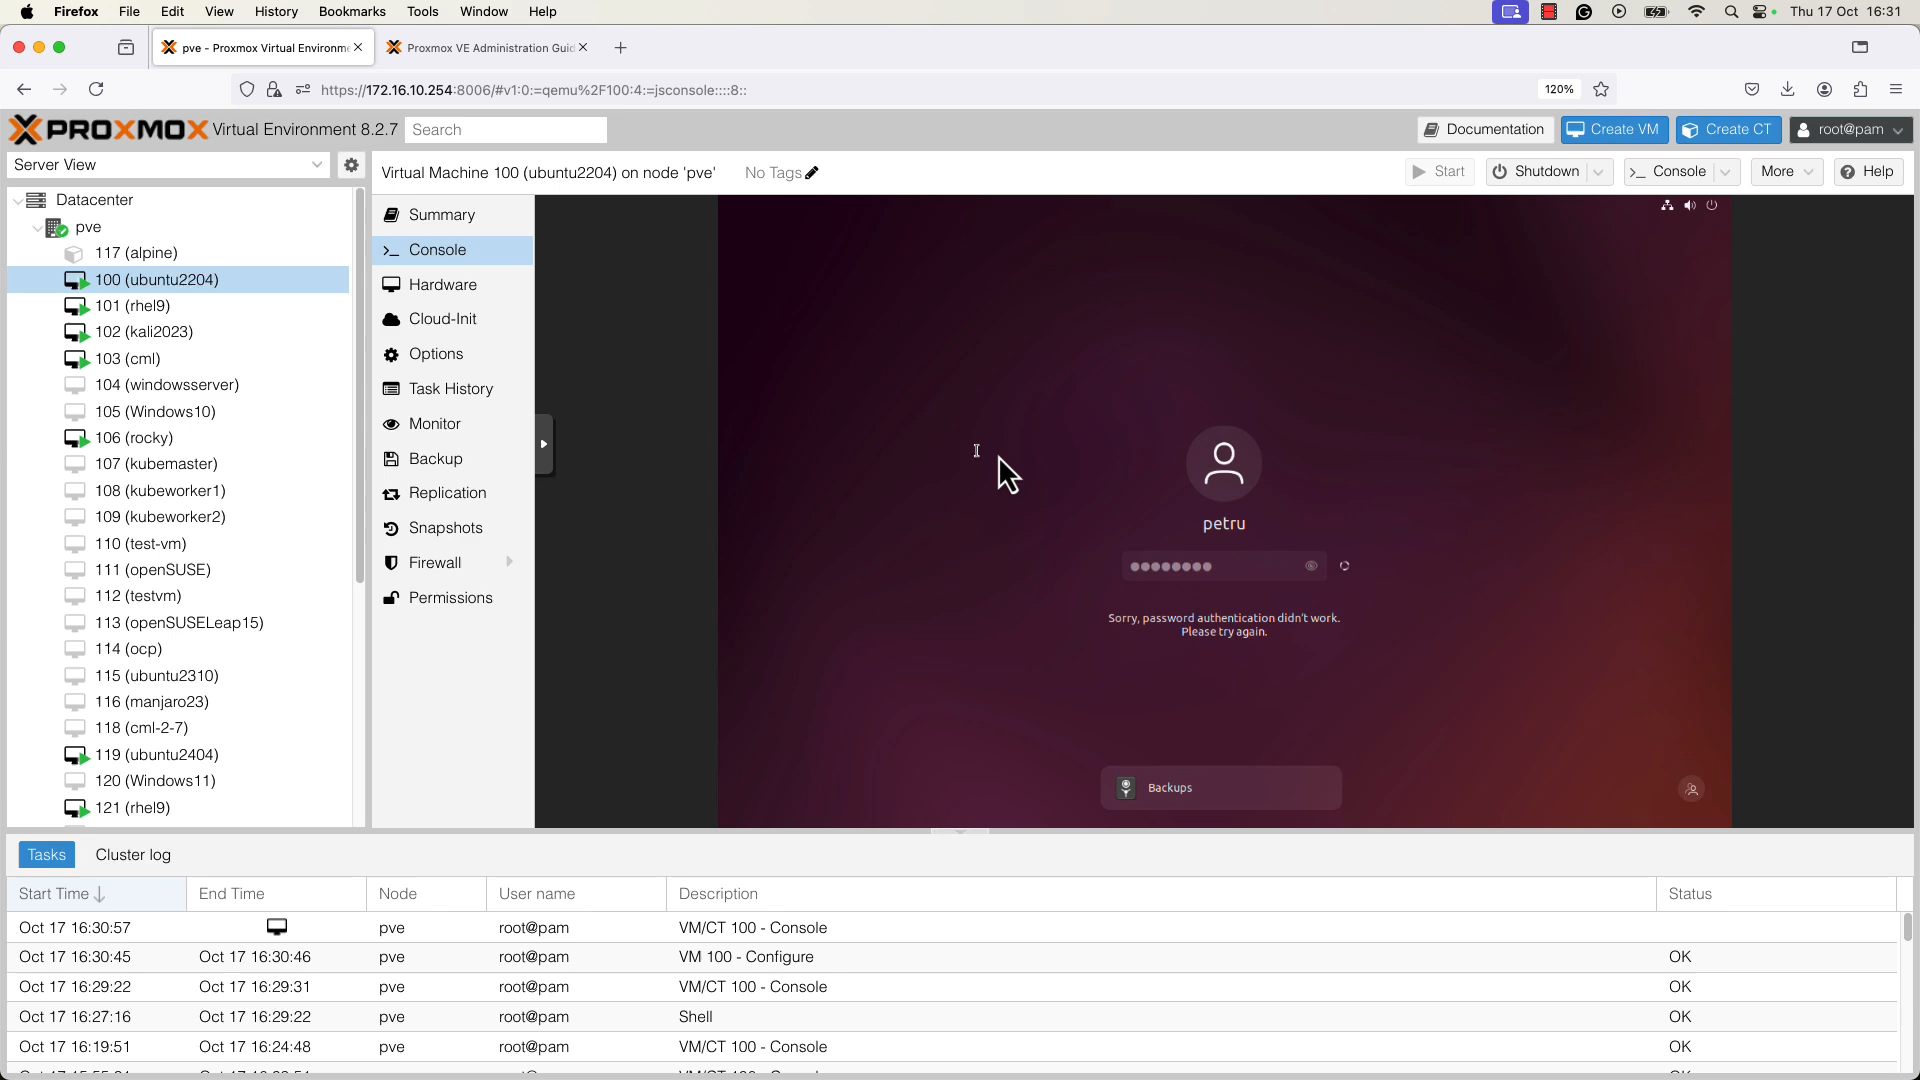 Firefox File Edit View History Bookmarks Tools Window Help Thu 17 Oct 16:31
pve - Proxmox Virtual Environme Proxmox VE Administration Guid
https://172.16.10.254:8006/#v1:0:=qemu%2F100:4:=jsconsole::::8:: 120%
PROXMOX Virtual Environment 8.2.7 Search Documentation Create VM Create CT root@pam
Server View
Virtual Machine 100 (ubuntu2204) on node 'pve' No Tags Start Shutdown Console More Help
Datacenter
pve
117 (alpine)
100 (ubuntu2204)
101 (rhel9)
102 (kali2023)
103 (cml)
104 (windowsserver)
105 (Windows10)
106 (rocky)
107 (kubemaster)
108 (kubeworker1)
109 (kubeworker2)
110 (test-vm)
111 (openSUSE)
112 (testvm)
113 (openSUSELeap15)
114 (ocp)
115 (ubuntu2310)
116 (manjaro23)
118 (cml-2-7)
119 (ubuntu2404)
120 (Windows11)
121 (rhel9)
Summary
Console
Hardware
Cloud-Init
Options
Task History
Monitor
Backup
Replication
Snapshots
Firewall
Permissions
petru
Sorry, password authentication didn't work.
Please try again.
Backups
Tasks Cluster log
Start Time End Time Node User name Description Status
Oct 17 16:30:57 pve root@pam VM/CT 100 - Console
Oct 17 16:30:45 Oct 17 16:30:46 pve root@pam VM 100 - Configure OK
Oct 17 16:29:22 Oct 17 16:29:31 pve root@pam VM/CT 100 - Console OK
Oct 17 16:27:16 Oct 17 16:29:22 pve root@pam Shell OK
Oct 17 16:19:51 Oct 17 16:24:48 pve root@pam VM/CT 100 - Console OK